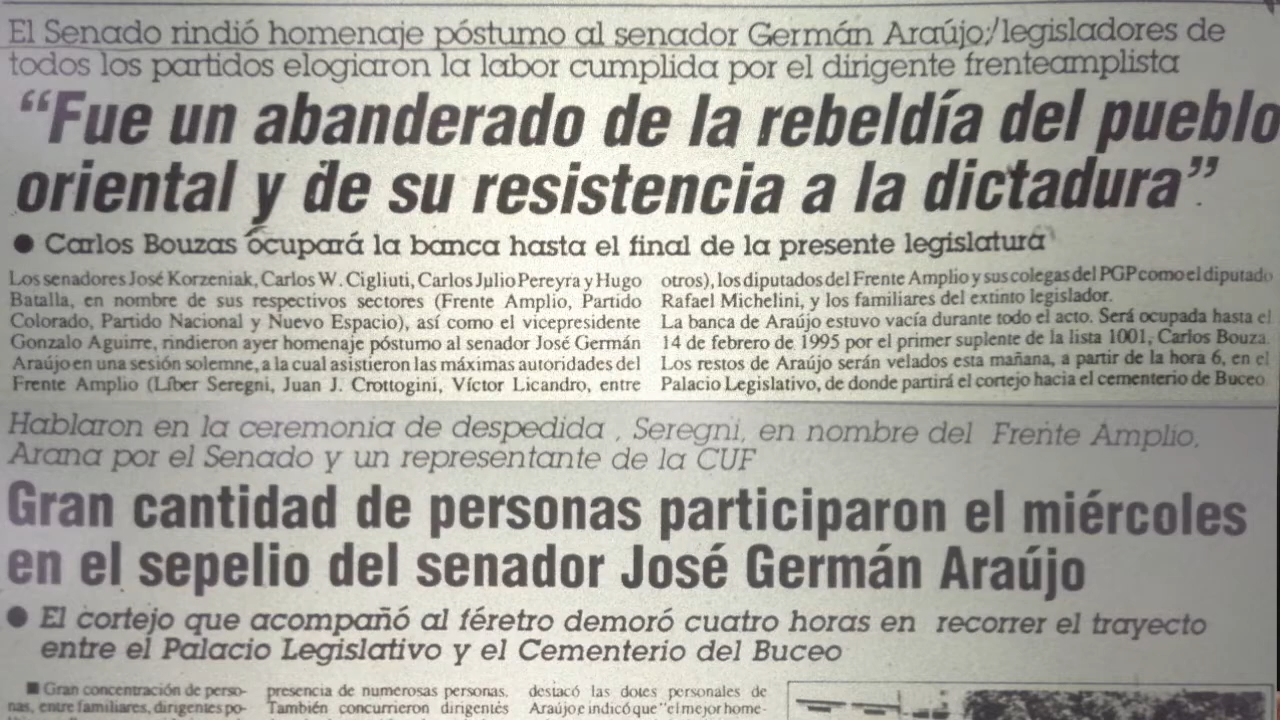 El Senado rindió homenaje póstumo al senador Germán Araújo;/legisladores de
todos los partidos elogiaron la labor cumplida por el dirigente frenteamplista
“Fue un abanderado de la rebeldía del pueblo
oriental y de su resistencia a la dictadura”
● Carlos Bouzas ocupará la banca hasta el final de la presente legislatura
Los senadores José Korzeniak, Carlos W. Cigliuti, Carlos Julio Pereyra y Hugo
Batalla, en nombre de sus respectivos sectores (Frente Amplio, Partido
Colorado, Partido Nacional y Nuevo Espacio), así como el vicepresidente
Gonzalo Aguirre, rindieron ayer homenaje póstumo al senador José Germán
Araújo en una sesión solemne, a la cual asistieron las máximas autoridades del
Frente Amplio (Líber Seregni, Juan J. Crottogini, Víctor Licandro, entre
otros), los diputados del Frente Amplio y sus colegas del PGP como el diputado
Rafael Michelini, y los familiares del extinto legislador.
La banca de Araújo estuvo vacía durante todo el acto. Será ocupada hasta el
14 de febrero de 1995 por el primer suplente de la lista 1001, Carlos Bouza.
Los restos de Araújo serán velados esta mañana, a partir de la hora 6, en el
Palacio Legislativo, de donde partirá el cortejo hacia el cementerio de Buceo
Hablaron en la ceremonia de despedida , Seregni, en nombre del Frente Amplio,
Arana por el Senado y un representante de la CUF
Gran cantidad de personas participaron el miércoles
en el sepelio del senador José Germán Araújo
● El cortejo que acompañó al féretro demoró cuatro horas en recorrer el trayecto
entre el Palacio Legislativo y el Cementerio del Buceo
■ Gran concentración de perso-
nas, entre familiares, dirigentes po-
presencia de numerosas personas.
También concurrieron dirigentes
destacó las dotes personales de
Araújo e indicó que "el mejor home-